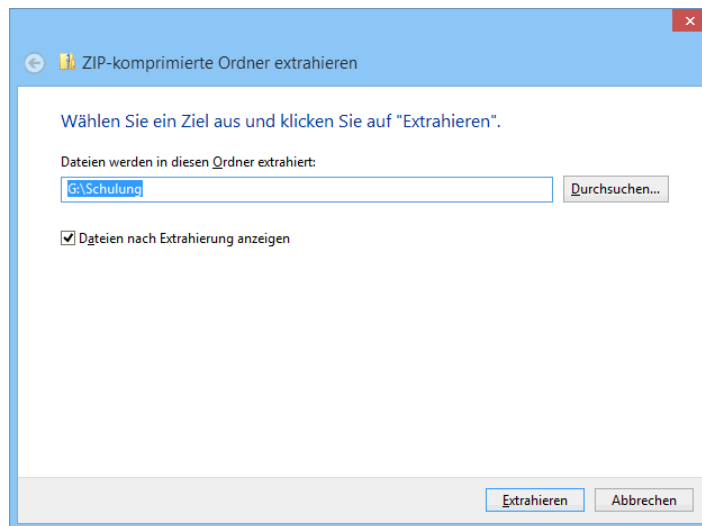 ZIP-komprimierte Ordner extrahieren
Wählen Sie ein Ziel aus und klicken Sie auf "Extrahieren".
Dateien werden in diesen Ordner extrahiert:
G:\Schulung
Durchsuchen...
Dateien nach Extrahierung anzeigen
Extrahieren
Abbrechen